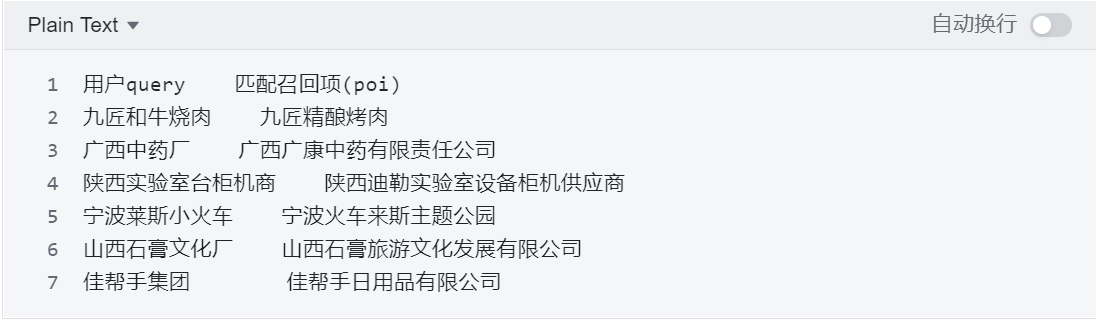 Plain Text 自动换行
1 用户query 匹配召回项(poi)
2 九匠和牛烧肉 九匠精酿烤肉
3 广西中药厂 广西广康中药有限责任公司
4 陕西实验室台柜机商 陕西迪勒实验室设备柜机供应商
5 宁波莱斯小火车 宁波火车来斯主题公园
6 山西石膏文化厂 山西石膏旅游文化发展有限公司
7 佳帮手集团 佳帮手日用品有限公司